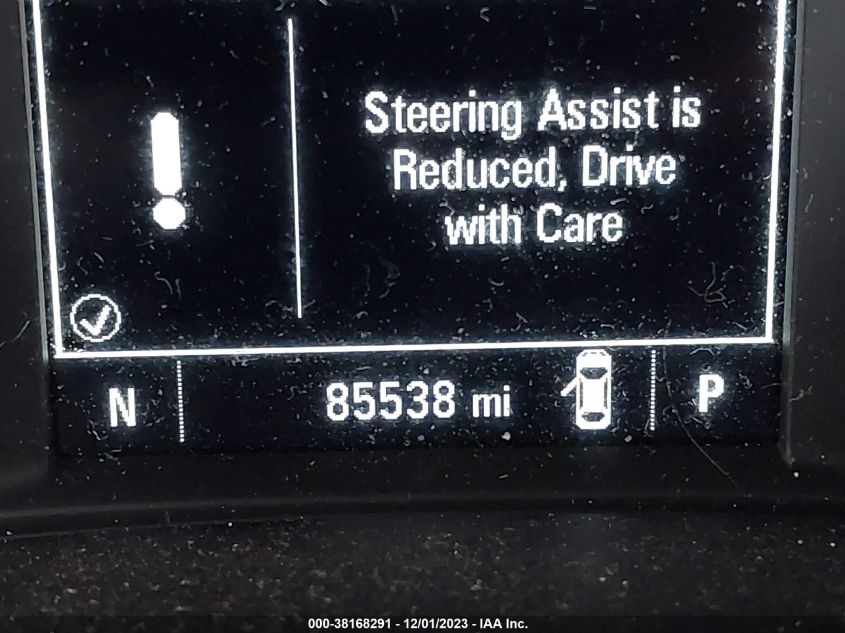 Steering Assist is
Reduced, Drive
with Care
N 85538 mi P
000-38168291 - 12/01/2023 - IAA Inc.